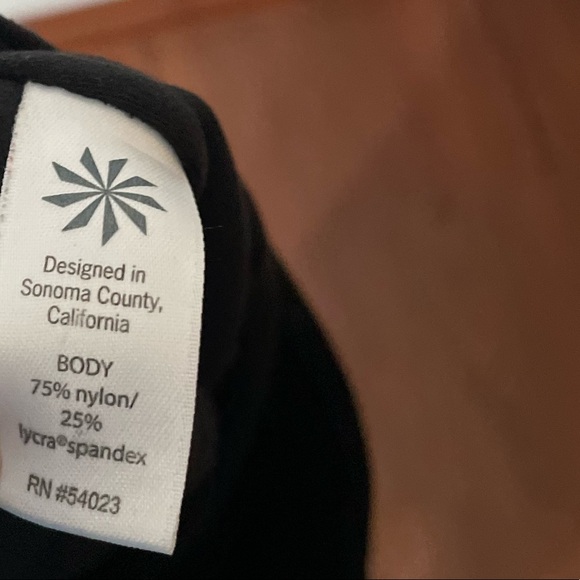 Designed in
Sonoma County,
California
BODY
75% nylon/
25%
lycra®spandex
RN #54023